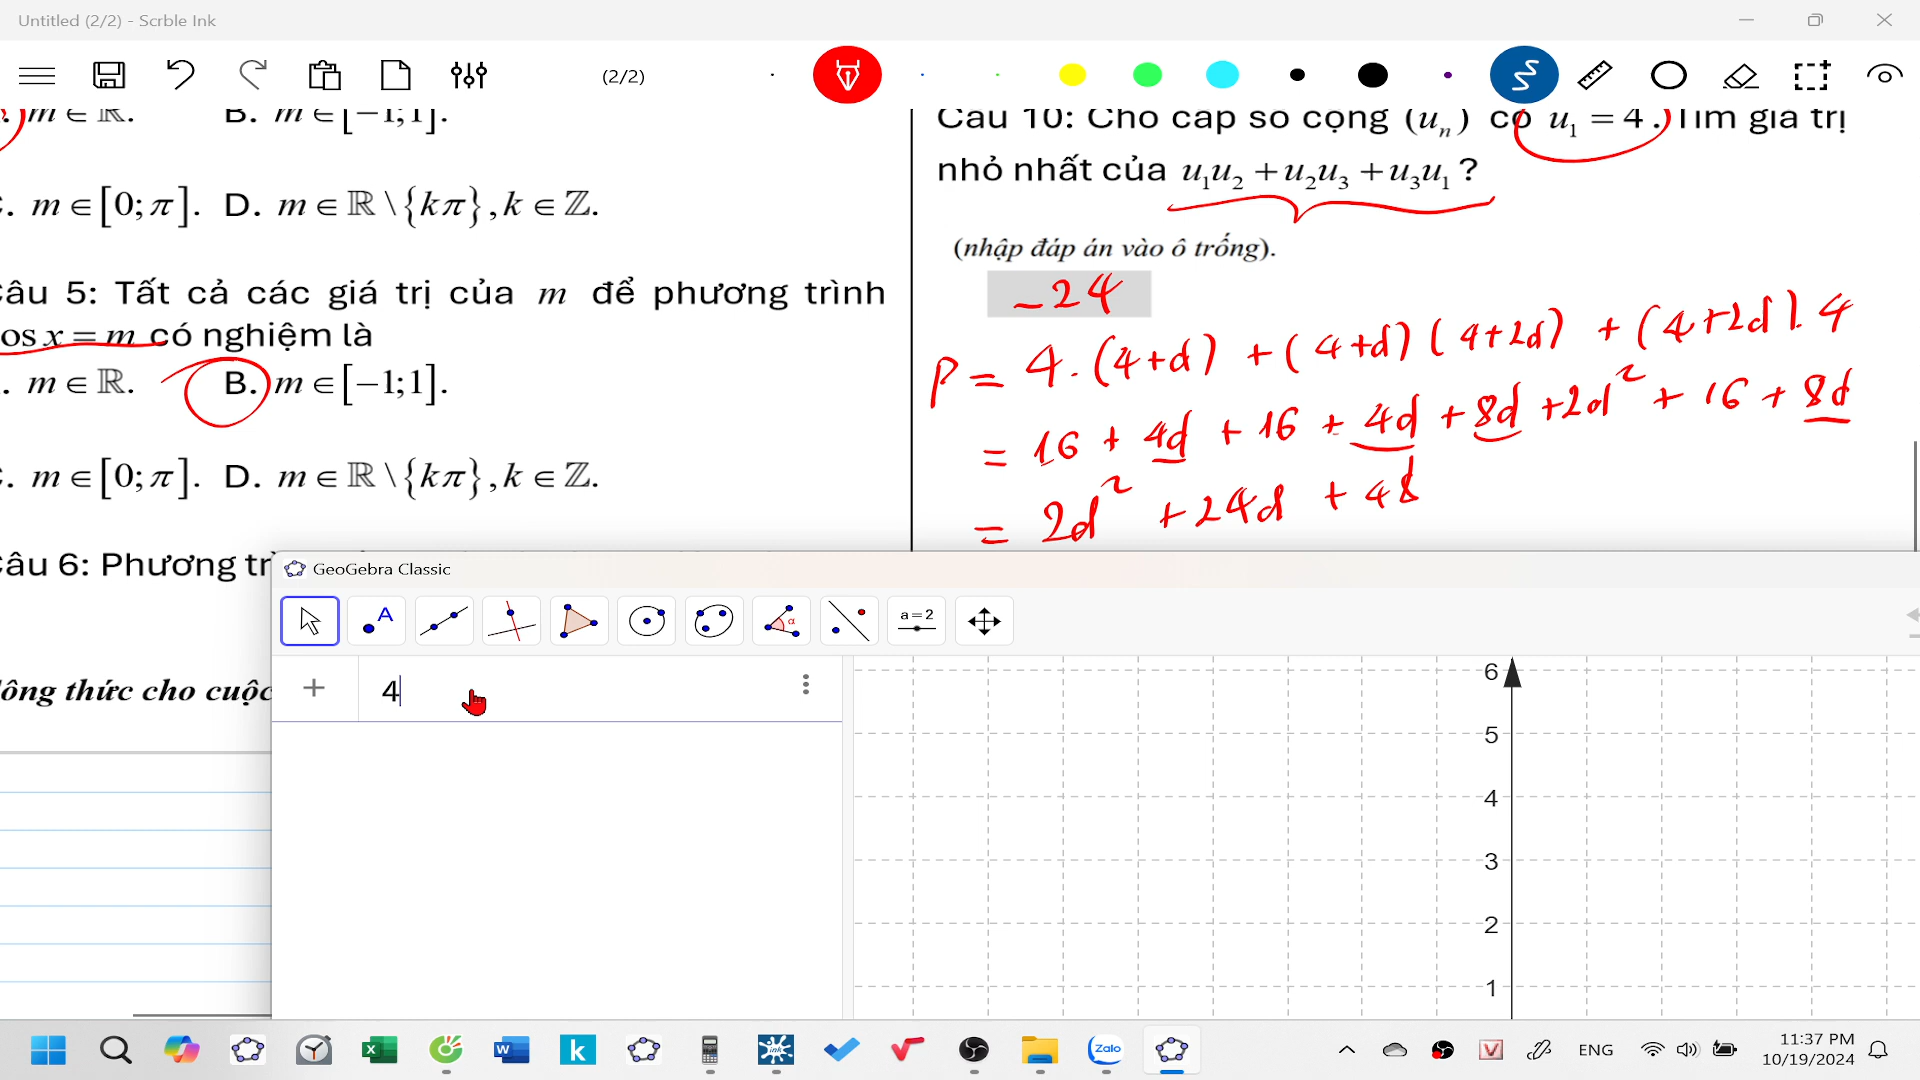 Untitled (2/2) - Scrble Ink
(2/2)
m ∈ ℝ. B. m ∈ [−1;1].
. m ∈ [0;π]. D. m ∈ ℝ \ {kπ}, k ∈ ℤ.
âu 5: Tất cả các giá trị của m để phương trình
os x = m có nghiệm là
. m ∈ ℝ. B. m ∈ [−1;1].
. m ∈ [0;π]. D. m ∈ ℝ \ {kπ}, k ∈ ℤ.
âu 6: Phương tr
ông thức cho cuộc
Câu 10: Cho cấp số cộng (uₙ) có u₁ = 4. Tìm giá trị
nhỏ nhất của u₁u₂ + u₂u₃ + u₃u₁ ?
(nhập đáp án vào ô trống).
−24
P = 4.(4+d) + (4+d)(4+2d) + (4+2d).4
= 16 + 4d + 16 + 4d + 8d + 2d² + 16 + 8d
= 2d² + 24d + 48
GeoGebra Classic
A
α
a=2
+ 4
6
5
4
3
2
1
Zalo
ENG
11:37 PM
10/19/2024